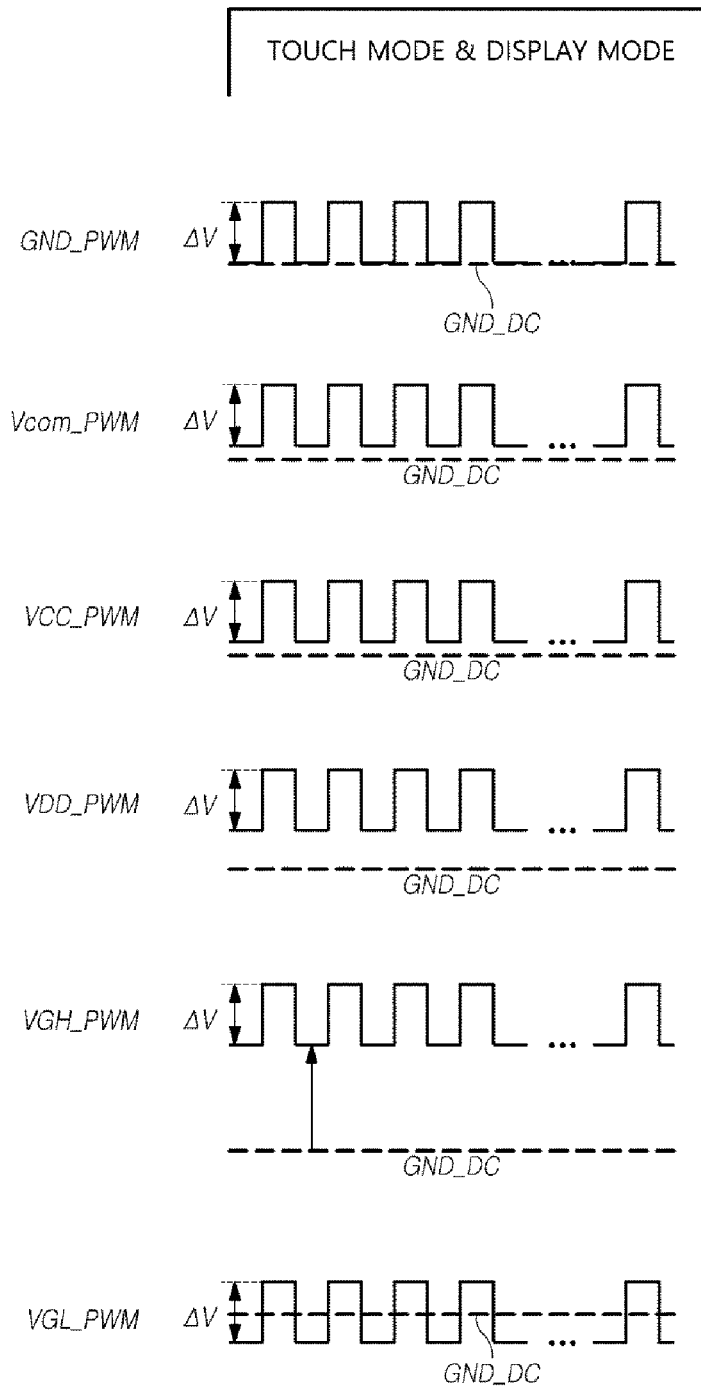 TOUCH MODE & DISPLAY MODE
GND_PWM ΔV
...
GND_DC
Vcom_PWM ΔV
...
GND_DC
VCC_PWM ΔV
...
GND_DC
VDD_PWM ΔV
...
GND_DC
VGH_PWM ΔV
...
GND_DC
VGL_PWM ΔV
...
GND_DC